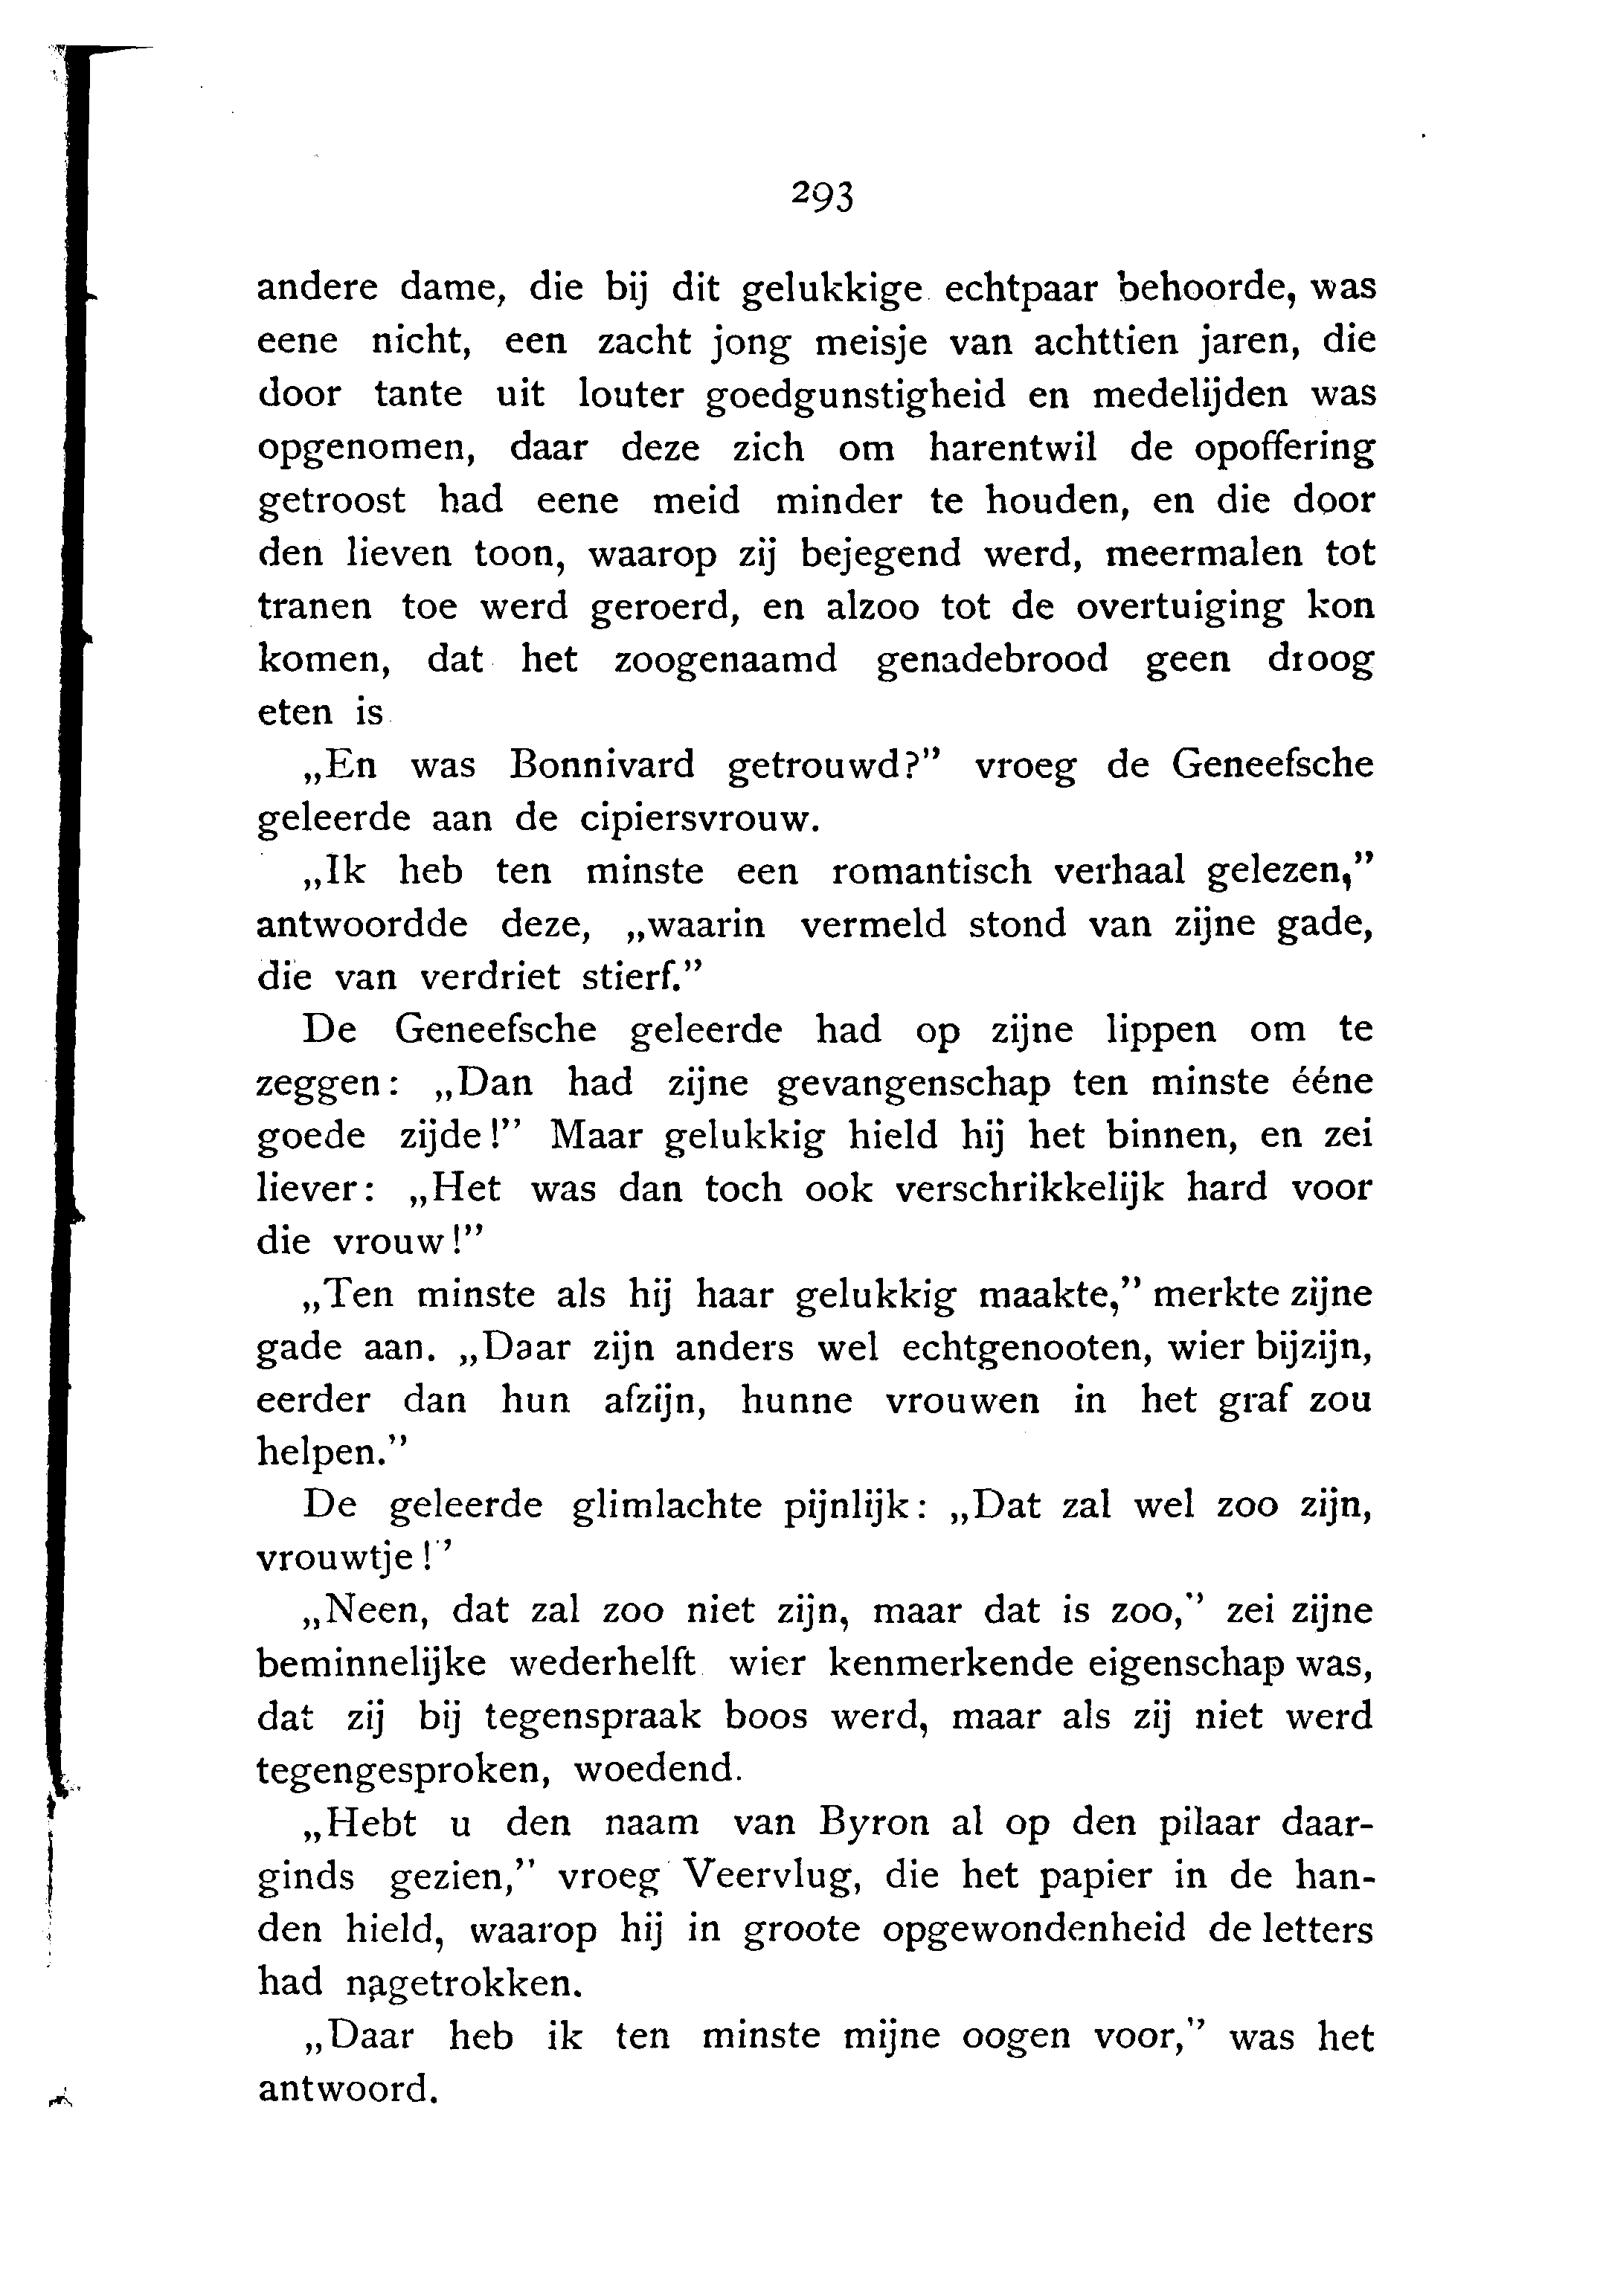 293
andere dame, die bij dit gelukkige echtpaar behoorde, was
eene nicht, een zacht jong meisje van achttien jaren, die
door tante uit louter goedgunstigheid en medelijden was
opgenomen, daar deze zich om harentwil de opoffering
getroost had eene meid minder te houden, en die door
den lieven toon, waarop zij bejegend werd, meermalen tot
tranen toe werd geroerd, en alzoo tot de overtuiging kon
komen, dat het zoogenaamd genadebrood geen droog
eten is
„En was Bonnivard getrouwd?” vroeg de Geneefsche
geleerde aan de cipiersvrouw.
„Ik heb ten minste een romantisch verhaal gelezen,”
antwoordde deze, „waarin vermeld stond van zijne gade,
die van verdriet stierf.”
De Geneefsche geleerde had op zijne lippen om te
zeggen: „Dan had zijne gevangenschap ten minste ééne
goede zijde!” Maar gelukkig hield hij het binnen, en zei
liever: „Het was dan toch ook verschrikkelijk hard voor
die vrouw!”
„Ten minste als hij haar gelukkig maakte,” merkte zijne
gade aan. „Daar zijn anders wel echtgenooten, wier bijzijn,
eerder dan hun afzijn, hunne vrouwen in het graf zou
helpen.”
De geleerde glimlachte pijnlijk: „Dat zal wel zoo zijn,
vrouwtje!”
„Neen, dat zal zoo niet zijn, maar dat is zoo,” zei zijne
beminnelijke wederhelft wier kenmerkende eigenschap was,
dat zij bij tegenspraak boos werd, maar als zij niet werd
tegengesproken, woedend.
„Hebt u den naam van Byron al op den pilaar daar-
ginds gezien,” vroeg Veervlug, die het papier in de han-
den hield, waarop hij in groote opgewondenheid de letters
had nagetrokken.
„Daar heb ik ten minste mijne oogen voor,” was het
antwoord.